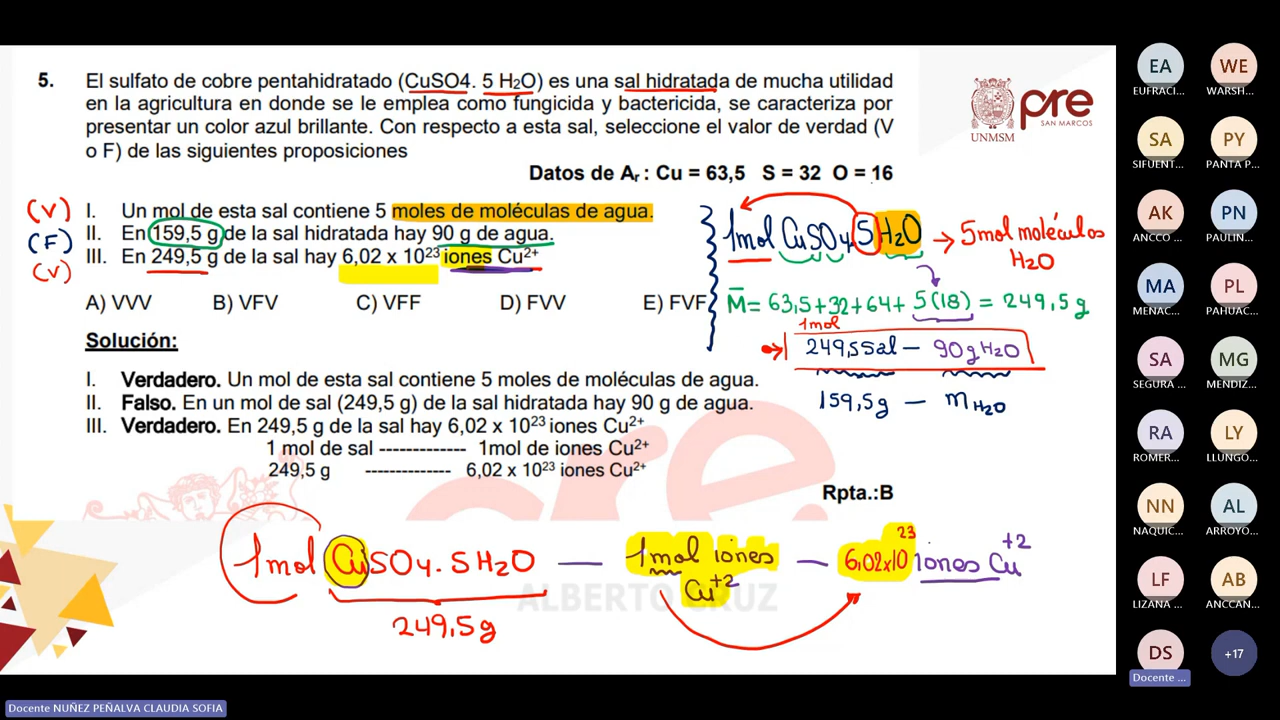 5. El sulfato de cobre pentahidratado (CuSO4. 5 H2O) es una sal hidratada de mucha utilidad
en la agricultura en donde se le emplea como fungicida y bactericida, se caracteriza por
presentar un color azul brillante. Con respecto a esta sal, seleccione el valor de verdad (V
o F) de las siguientes proposiciones
pre
SAN MARCOS
UNMSM
Datos de Ar : Cu = 63,5 S = 32 O = 16
(V) I. Un mol de esta sal contiene 5 moles de moléculas de agua.
(F) II. En 159,5 g de la sal hidratada hay 90 g de agua.
(V) III. En 249,5 g de la sal hay 6,02 x 10²³ iones Cu²⁺
A) VVV B) VFV C) VFF D) FVV E) FVF
1mol CuSO4.5H2O → 5mol moléculas
H2O
M̅ = 63,5+32+64+ 5(18) = 249,5g
1mol
249,5sal — 90g H2O
159,5g — mH2O
Solución:
I. Verdadero. Un mol de esta sal contiene 5 moles de moléculas de agua.
II. Falso. En un mol de sal (249,5 g) de la sal hidratada hay 90 g de agua.
III. Verdadero. En 249,5 g de la sal hay 6,02 x 10²³ iones Cu²⁺
1 mol de sal ------------- 1mol de iones Cu²⁺
249,5 g ------------- 6,02 x 10²³ iones Cu²⁺
Rpta.:B
1mol CuSO4.5H2O — 1mol iones Cu+2 — 6,02x10²³ iones Cu+2
249,5g
ALBERTO CRUZ
EA
EUFRACI...
WE
WARSH...
SA
SIFUENT...
PY
PANTA P...
AK
ANCCO ...
PN
PAULIN...
MA
MENAC...
PL
PAHUAC...
SA
SEGURA ...
MG
MENDIZ...
RA
ROMER...
LY
LLUNGO...
NN
NAQUIC...
AL
ARROYO...
LF
LIZANA ...
AB
ANCCAN...
DS
Docente ...
+17
Docente NUÑEZ PEÑALVA CLAUDIA SOFIA